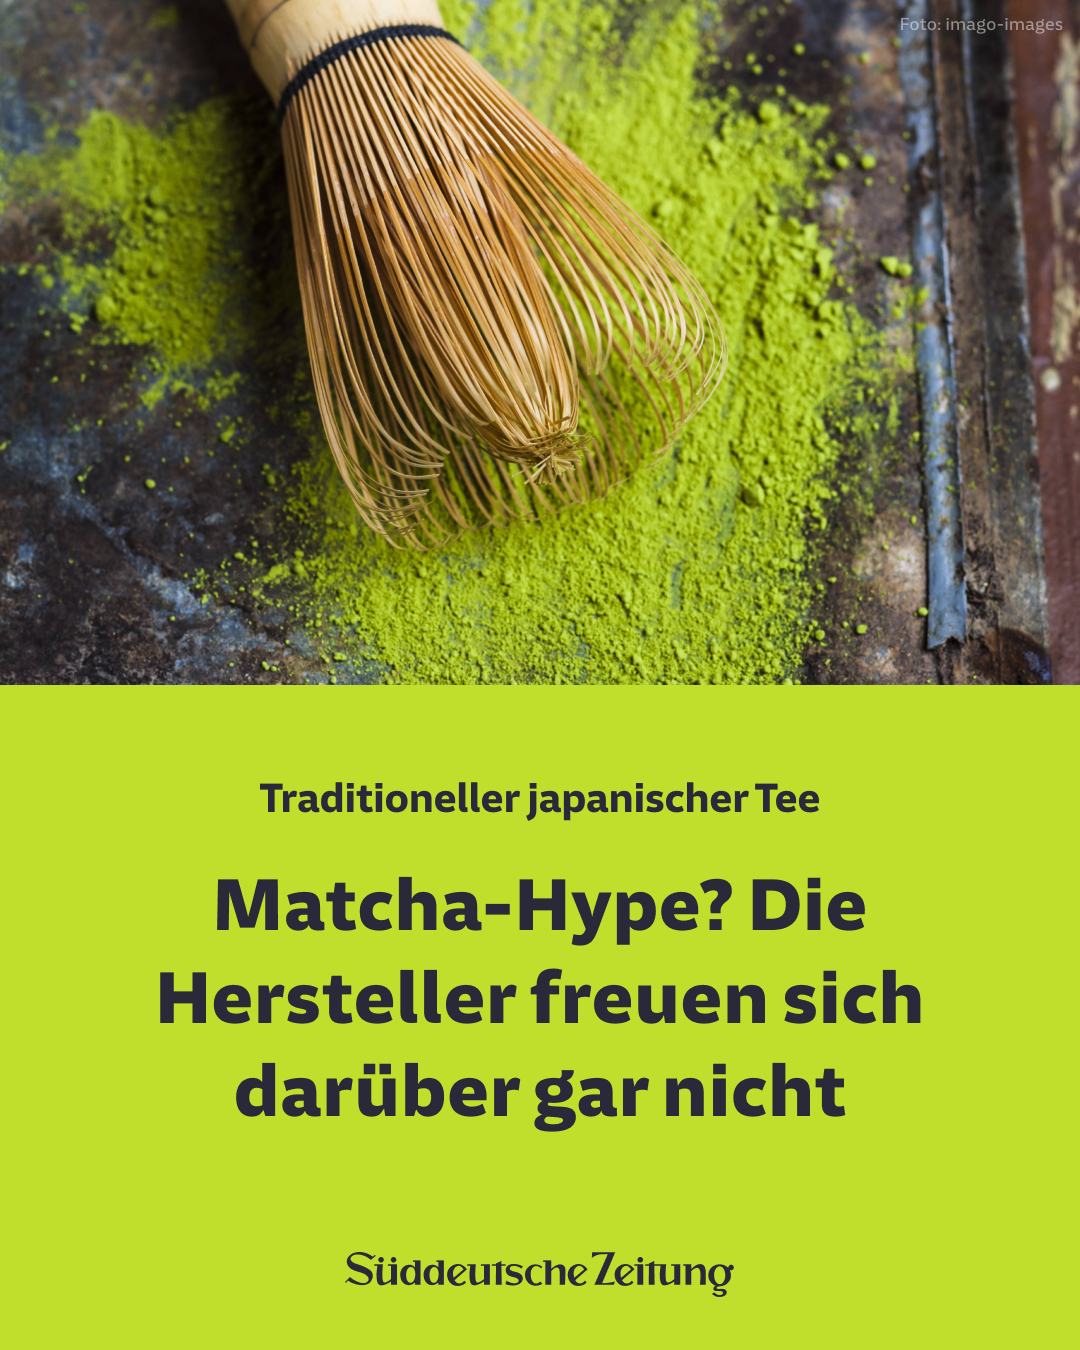 Foto: imago-images
Traditioneller japanischer Tee
Matcha-Hype? Die
Hersteller freuen sich
darüber gar nicht
Süddeutsche Zeitung